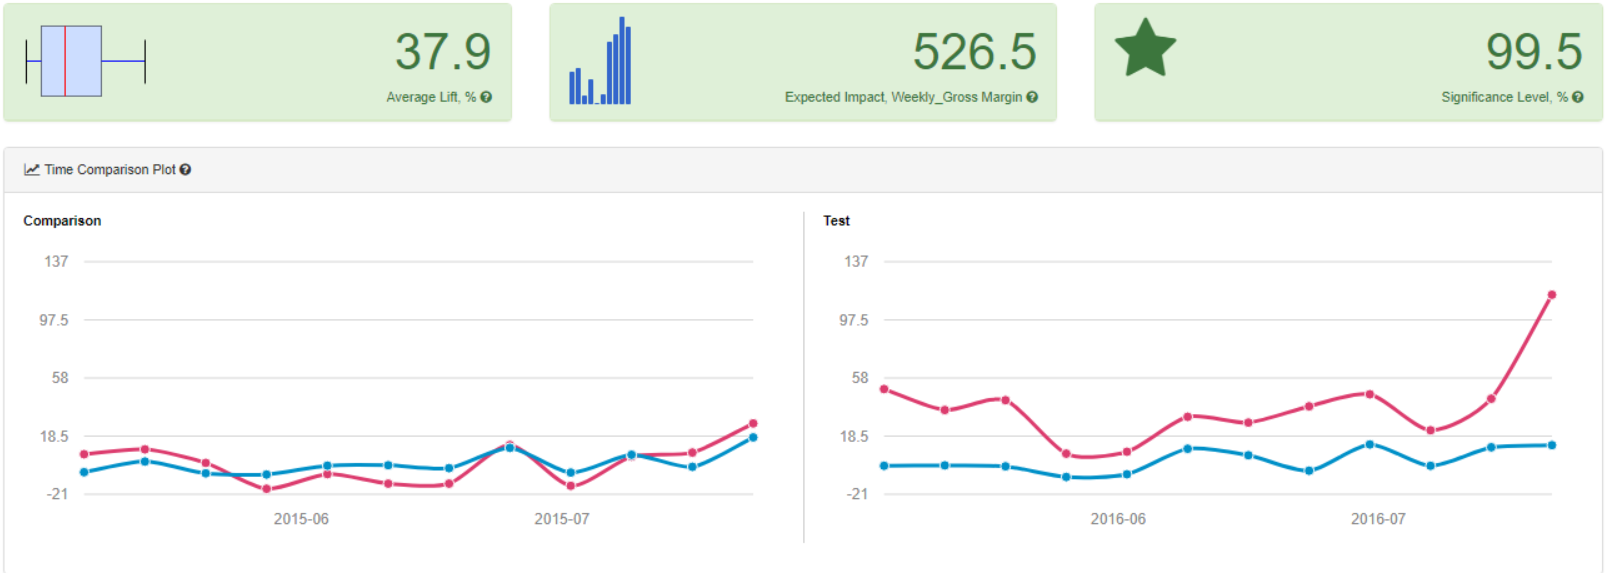 37.9
Average Lift, %
526.5
Expected Impact, Weekly_Gross Margin
99.5
Significance Level, %
Time Comparison Plot
Comparison
137
97.5
58
18.5
-21
2015-06
2015-07
Test
137
97.5
58
18.5
-21
2016-06
2016-07